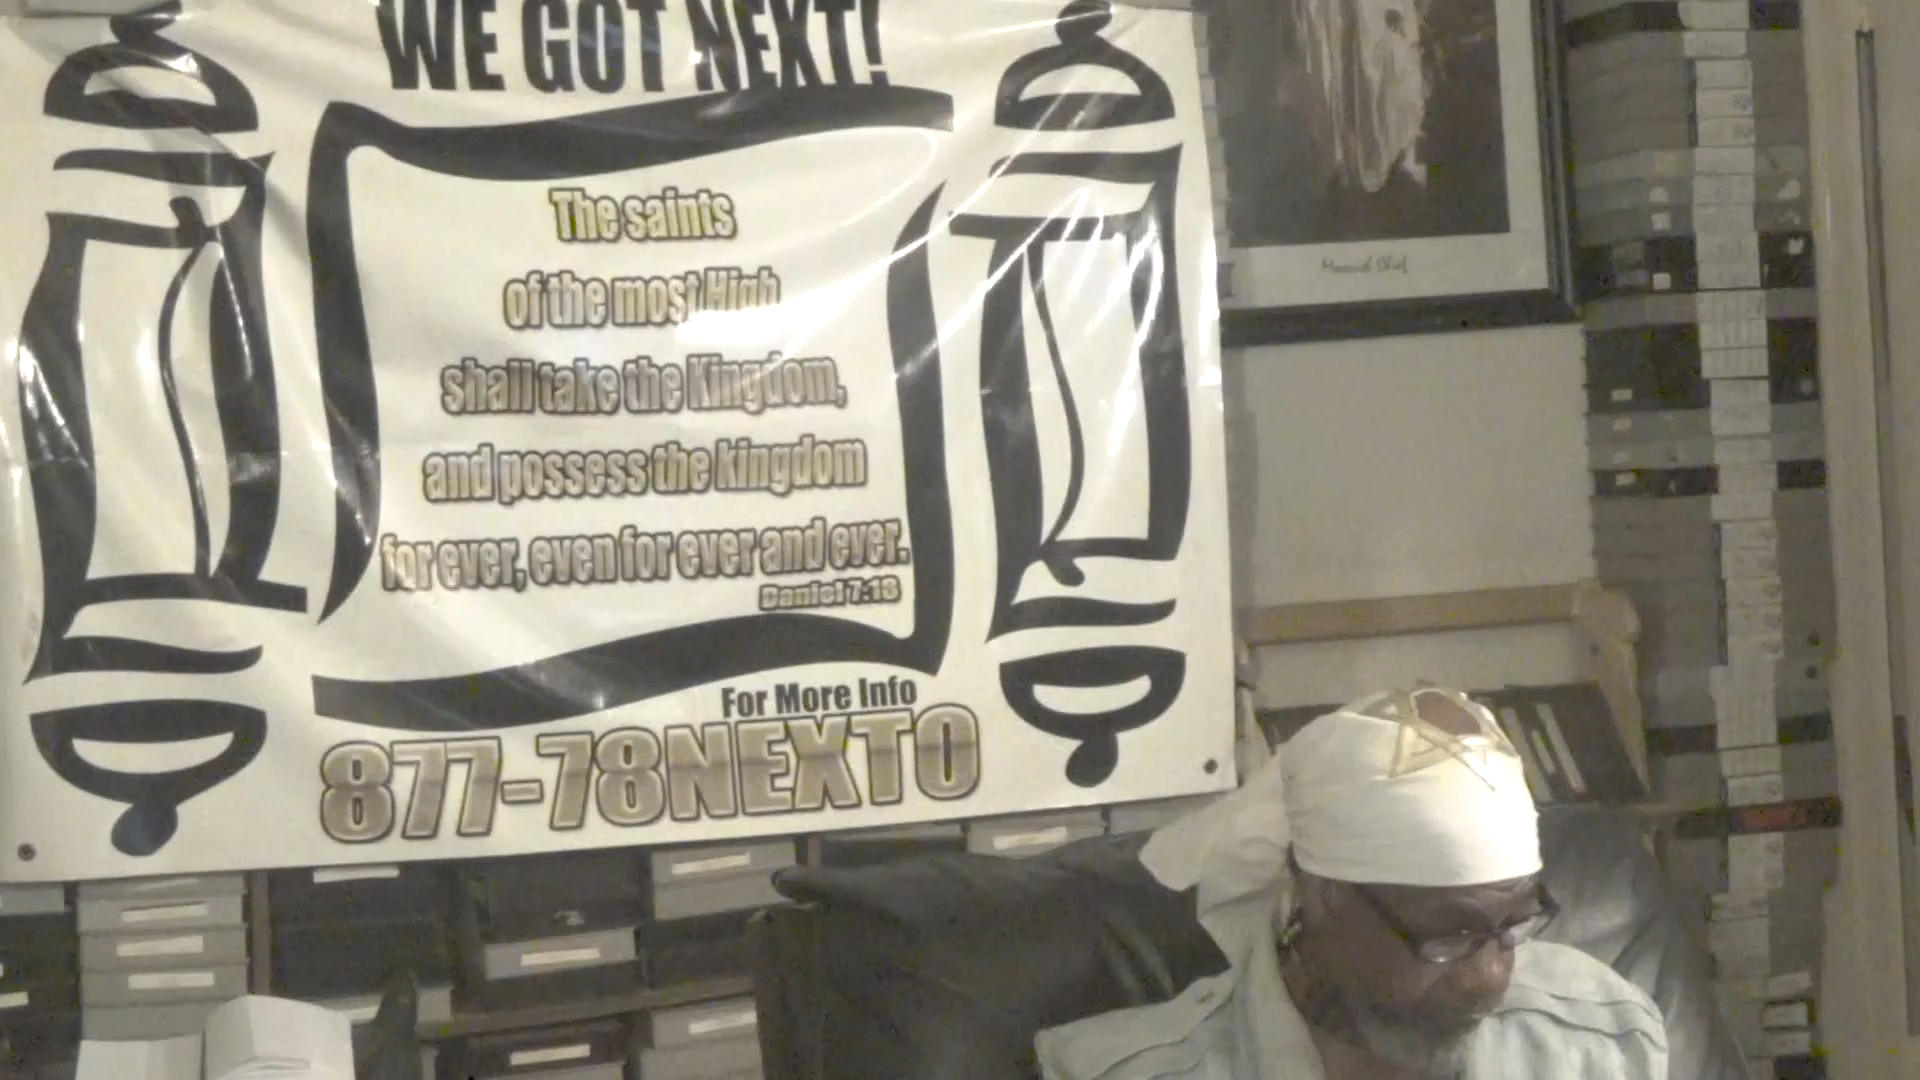 WE GOT NEXT!
The saints
of the most High
shall take the Kingdom,
and possess the kingdom
for ever, even for ever and ever.
Daniel 7:18
For More Info
877-78NEXTO